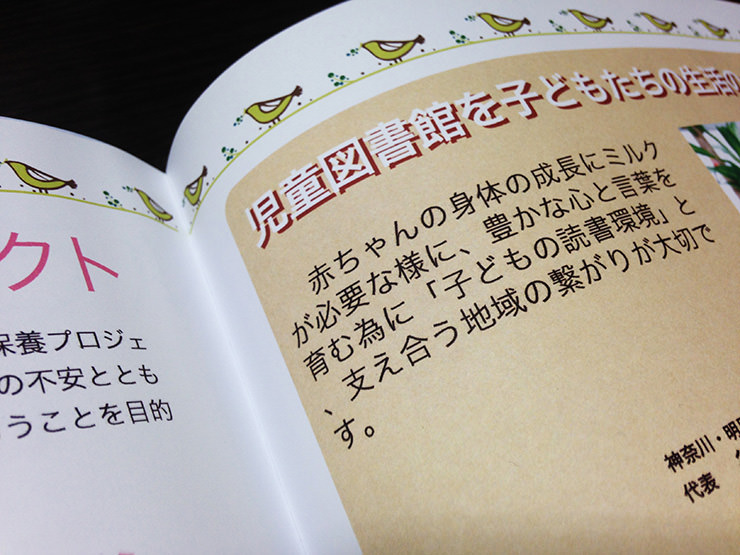 クト
保養プロジェ
の不安ととも
うことを目的
児童図書館を子どもたちの生活の
赤ちゃんの身体の成長にミルク
が必要な様に、豊かな心と言葉を
育む為に「子どもの読書環境」と
、支え合う地域の繋がりが大切で
す。
神奈川・明
代表